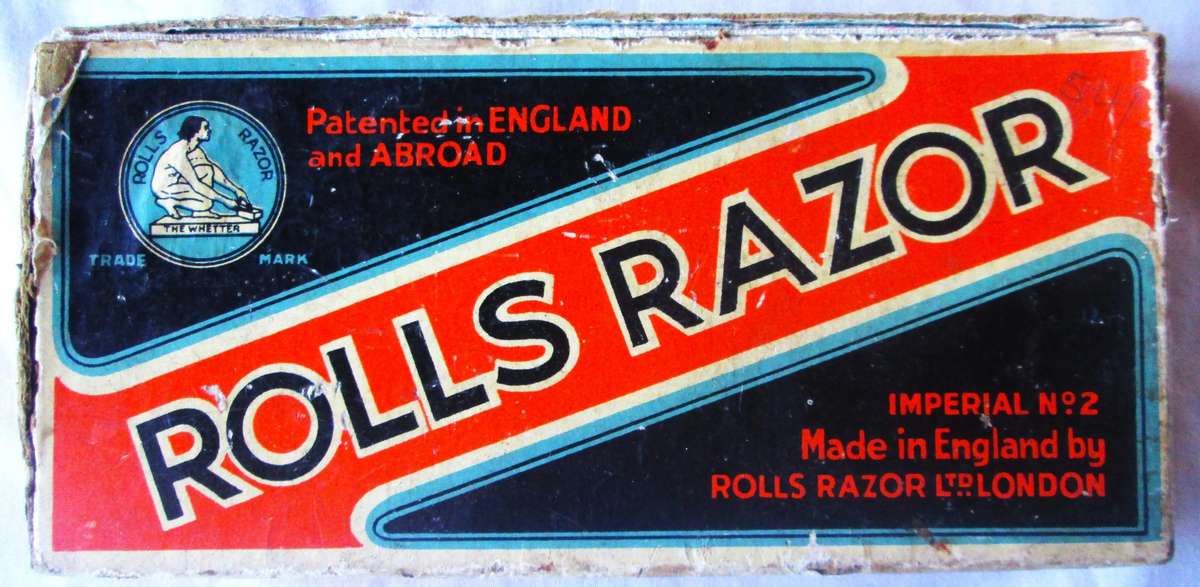 ROLLS RAZOR
THE WHETTER
TRADE MARK
Patented in ENGLAND
and ABROAD
ROLLS RAZOR
IMPERIAL Nº2
Made in England by
ROLLS RAZOR LTD LONDON